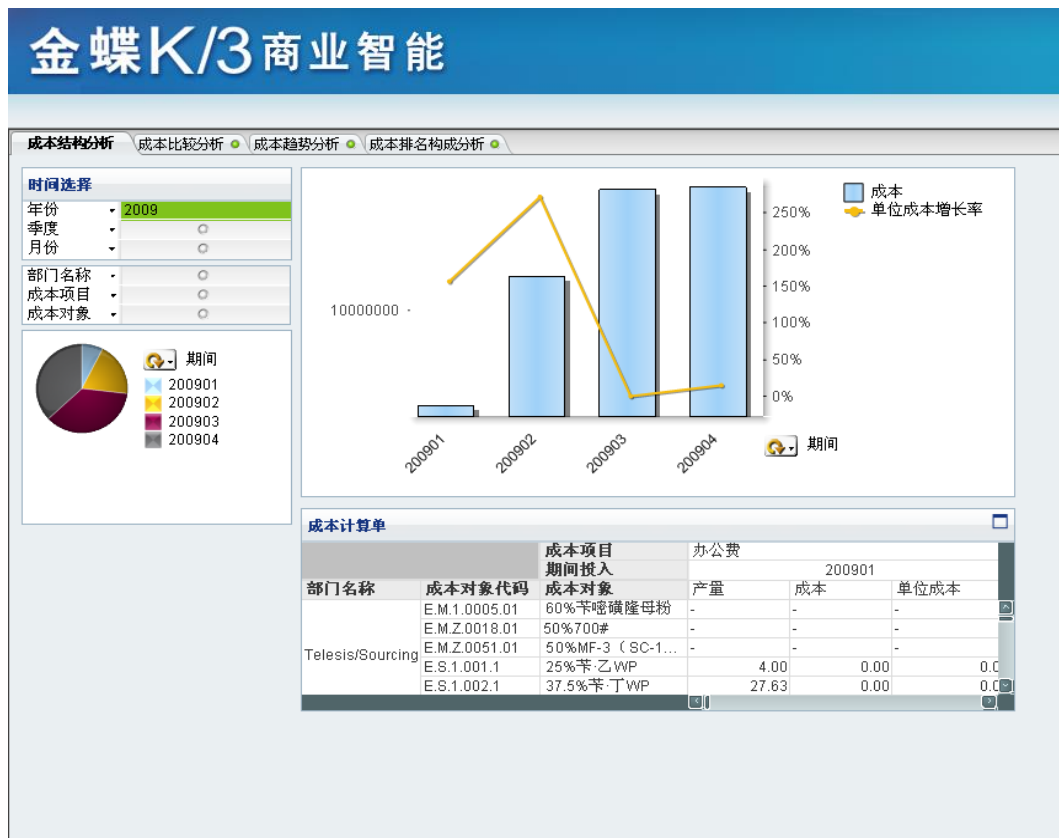 金蝶K/3商业智能
成本结构分析 成本比较分析 成本趋势分析 成本排名构成分析
时间选择
年份 2009
季度
月份
部门名称
成本项目
成本对象
期间
200901
200902
200903
200904
成本
单位成本增长率
10000000
250%
200%
150%
100%
50%
0%
200901 200902 200903 200904
期间
成本计算单
成本项目 办公费
期间投入 200901
部门名称 成本对象代码 成本对象 产量 成本 单位成本
Telesis/Sourcing
E.M.1.0005.01 60%苄嘧磺隆母粉 - - -
E.M.Z.0018.01 50%700# - - -
E.M.Z.0051.01 50%MF-3（SC-1... - - -
E.S.1.001.1 25%苄·乙WP 4.00 0.00 0.0
E.S.1.002.1 37.5%苄·丁WP 27.63 0.00 0.0